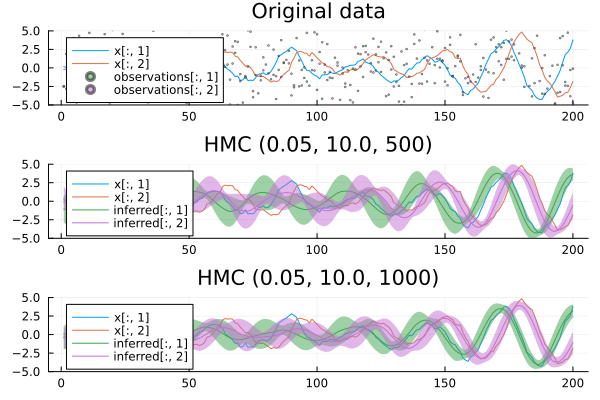 Original data
5.0
2.5
0.0
−2.5
−5.0
x[:, 1]
x[:, 2]
observations[:, 1]
observations[:, 2]
0 50 100 150 200
HMC (0.05, 10.0, 500)
5.0
2.5
0.0
−2.5
−5.0
x[:, 1]
x[:, 2]
inferred[:, 1]
inferred[:, 2]
0 50 100 150 200
HMC (0.05, 10.0, 1000)
5.0
2.5
0.0
−2.5
−5.0
x[:, 1]
x[:, 2]
inferred[:, 1]
inferred[:, 2]
0 50 100 150 200